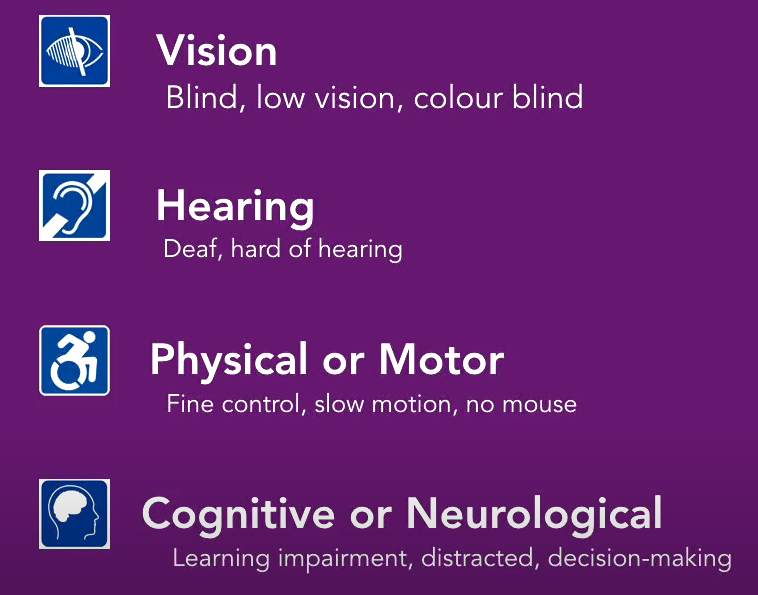 Vision
Blind, low vision, colour blind
Hearing
Deaf, hard of hearing
Physical or Motor
Fine control, slow motion, no mouse
Cognitive or Neurological
Learning impairment, distracted, decision-making